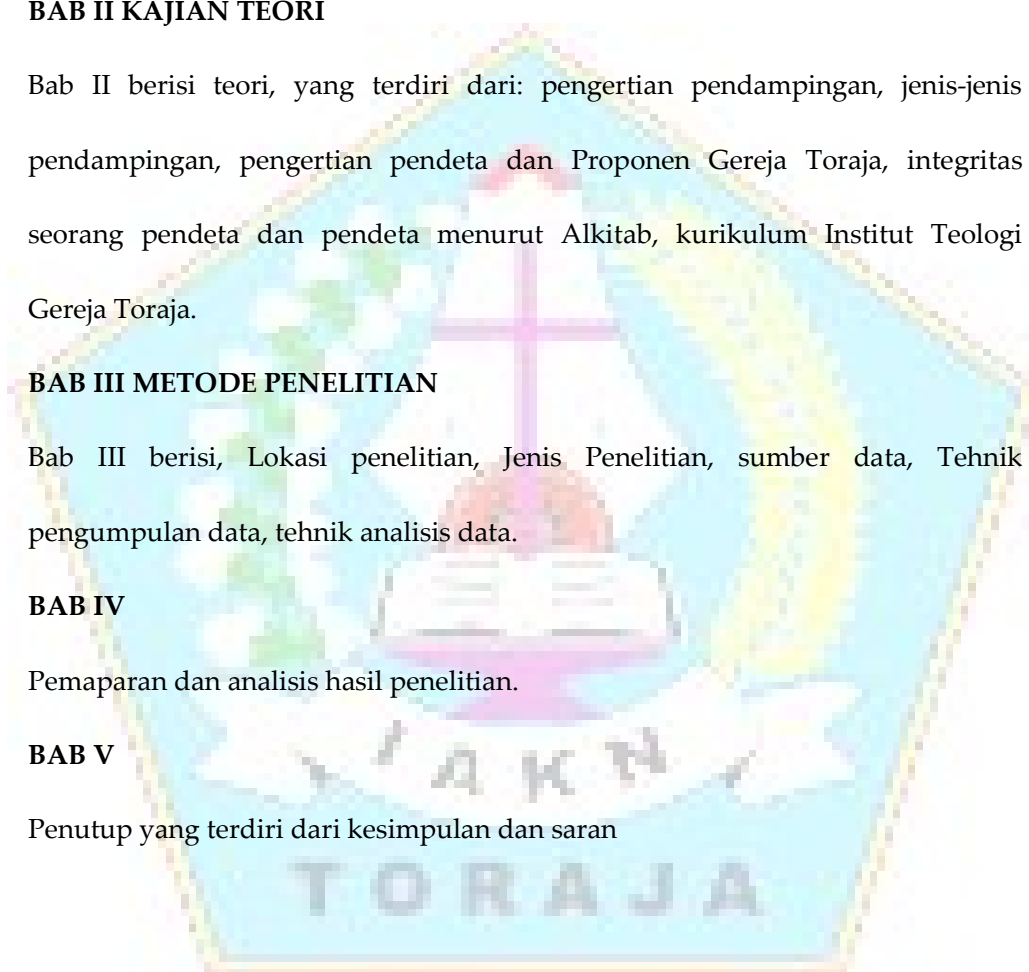 BAB II KAJIAN TEORI
Bab II berisi teori, yang terdiri dari: pengertian pendampingan, jenis-jenis
pendampingan, pengertian pendeta dan Proponen Gereja Toraja, integritas
seorang pendeta dan pendeta menurut Alkitab, kurikulum Institut Teologi
Gereja Toraja.
BAB III METODE PENELITIAN
Bab III berisi, Lokasi penelitian, Jenis Penelitian, sumber data, Tehnik
pengumpulan data, tehnik analisis data.
BAB IV
Pemaparan dan analisis hasil penelitian.
BAB V
IAKN
Penutup yang terdiri dari kesimpulan dan saran
TORAJA